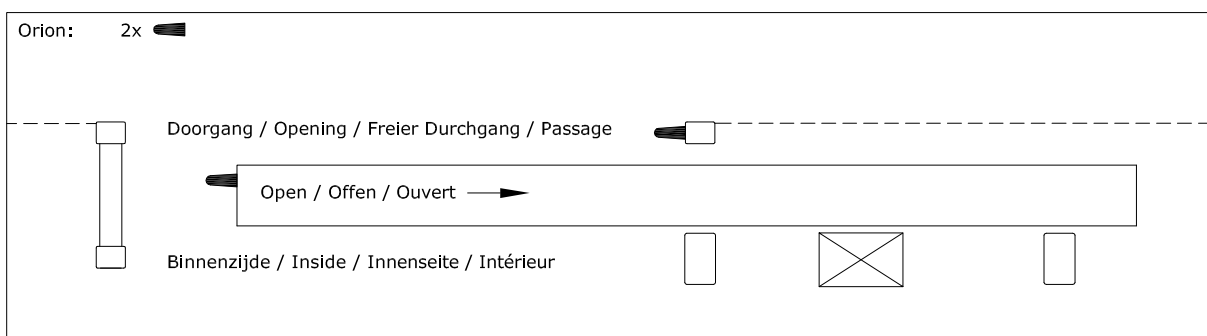 Orion: 2x
Doorgang / Opening / Freier Durchgang / Passage
Open / Offen / Ouvert
Binnenzijde / Inside / Innenseite / Intérieur